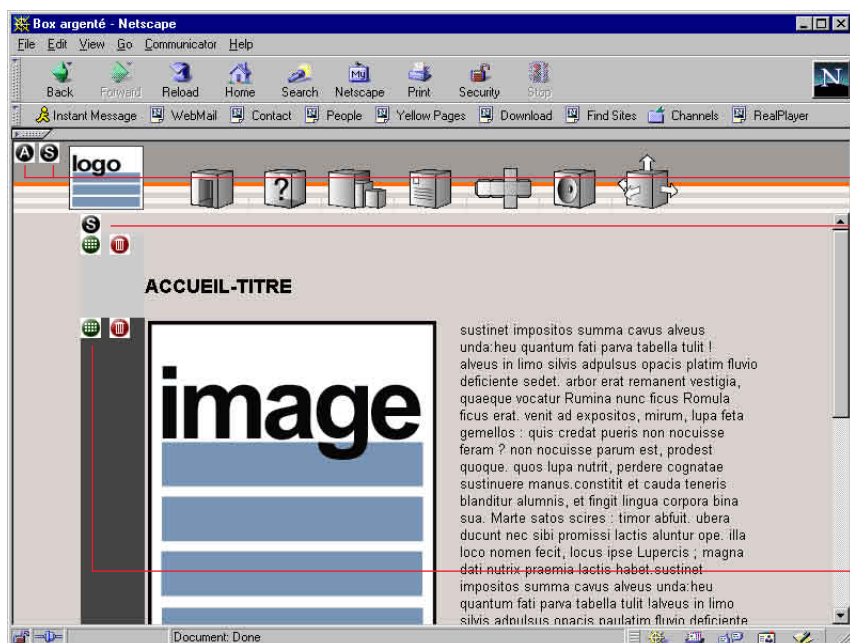 Box argenté - Netscape
File Edit View Go Communicator Help
Back Forward Reload Home Search Netscape Print Security Stop
My
N
Instant Message WebMail Contact People Yellow Pages Download Find Sites Channels RealPlayer
A S
logo
?
S
ACCUEIL-TITRE
image
sustinet impositos summa cavus alveus
unda:heu quantum fati parva tabella tulit !
alveus in limo silvis adpulsus opacis platim fluvio
deficiente sedet. arbor erat remanent vestigia,
quaeque vocatur Rumina nunc ficus Romula
ficus erat. venit ad expositos, mirum, lupa feta
gemellos : quis credat pueris non nocuisse
feram ? non nocuisse parum est, prodest
quoque. quos lupa nutrit, perdere cognatae
sustinuere manus.constitit et cauda teneris
blanditur alumnis, et fingit lingua corpora bina
sua. Marte satos scires : timor abfuit. ubera
ducunt nec sibi promissi lactis aluntur ope. illa
loco nomen fecit, locus ipse Lupercis ; magna
dati nutrix praemia lactis habet.sustinet
impositos summa cavus alveus unda:heu
quantum fati parva tabella tulit !alveus in limo
silvis adpulsus opacis paulatim fluvio deficiente
Document: Done